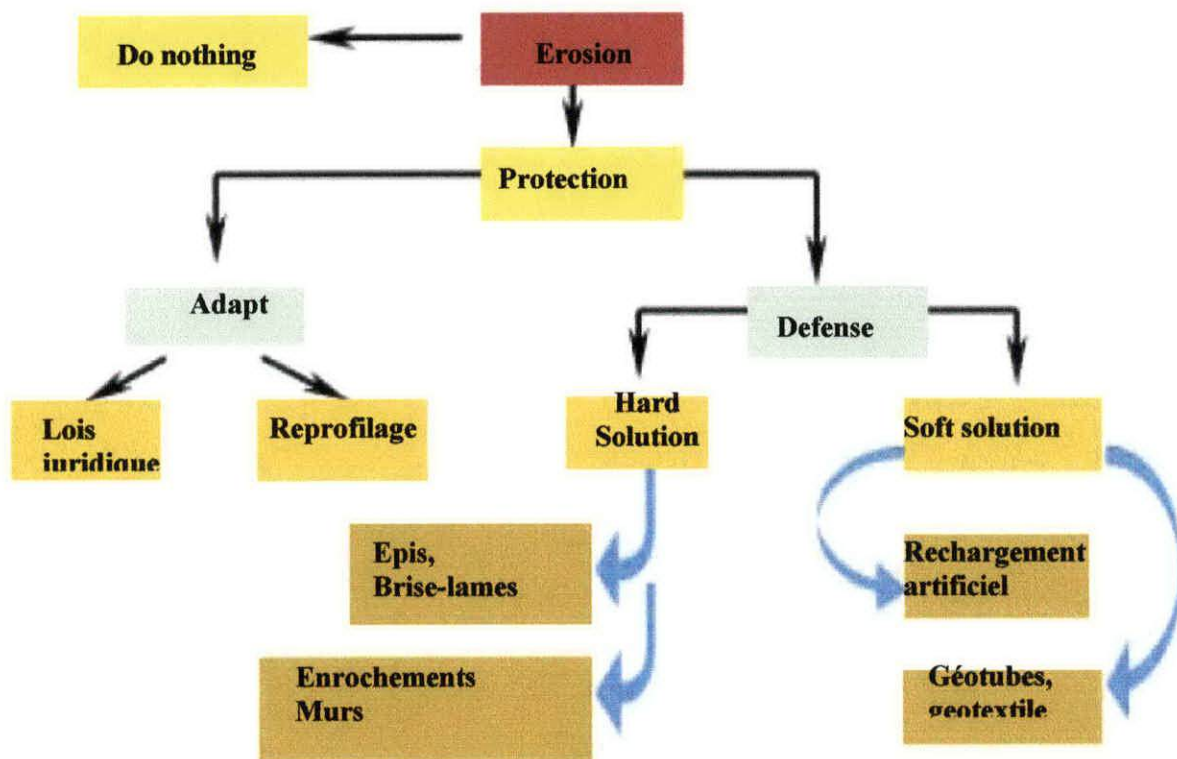 Do nothing
Erosion
Protection
Adapt
Defense
Lois
juridique
Reprofilage
Hard
Solution
Soft solution
Epis,
Brise-lames
Rechargement
artificiel
Enrochements
Murs
Géotubes,
geotextile